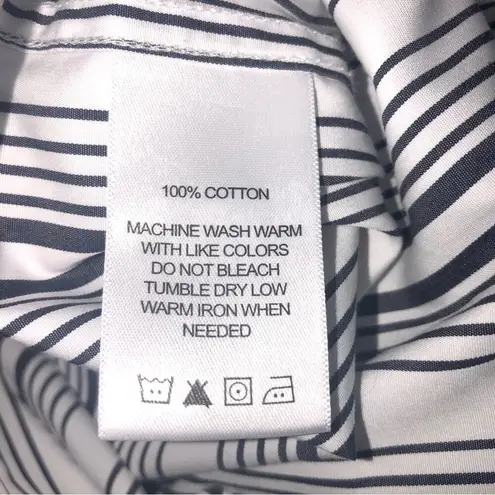 100% COTTON
MACHINE WASH WARM
WITH LIKE COLORS
DO NOT BLEACH
TUMBLE DRY LOW
WARM IRON WHEN
NEEDED